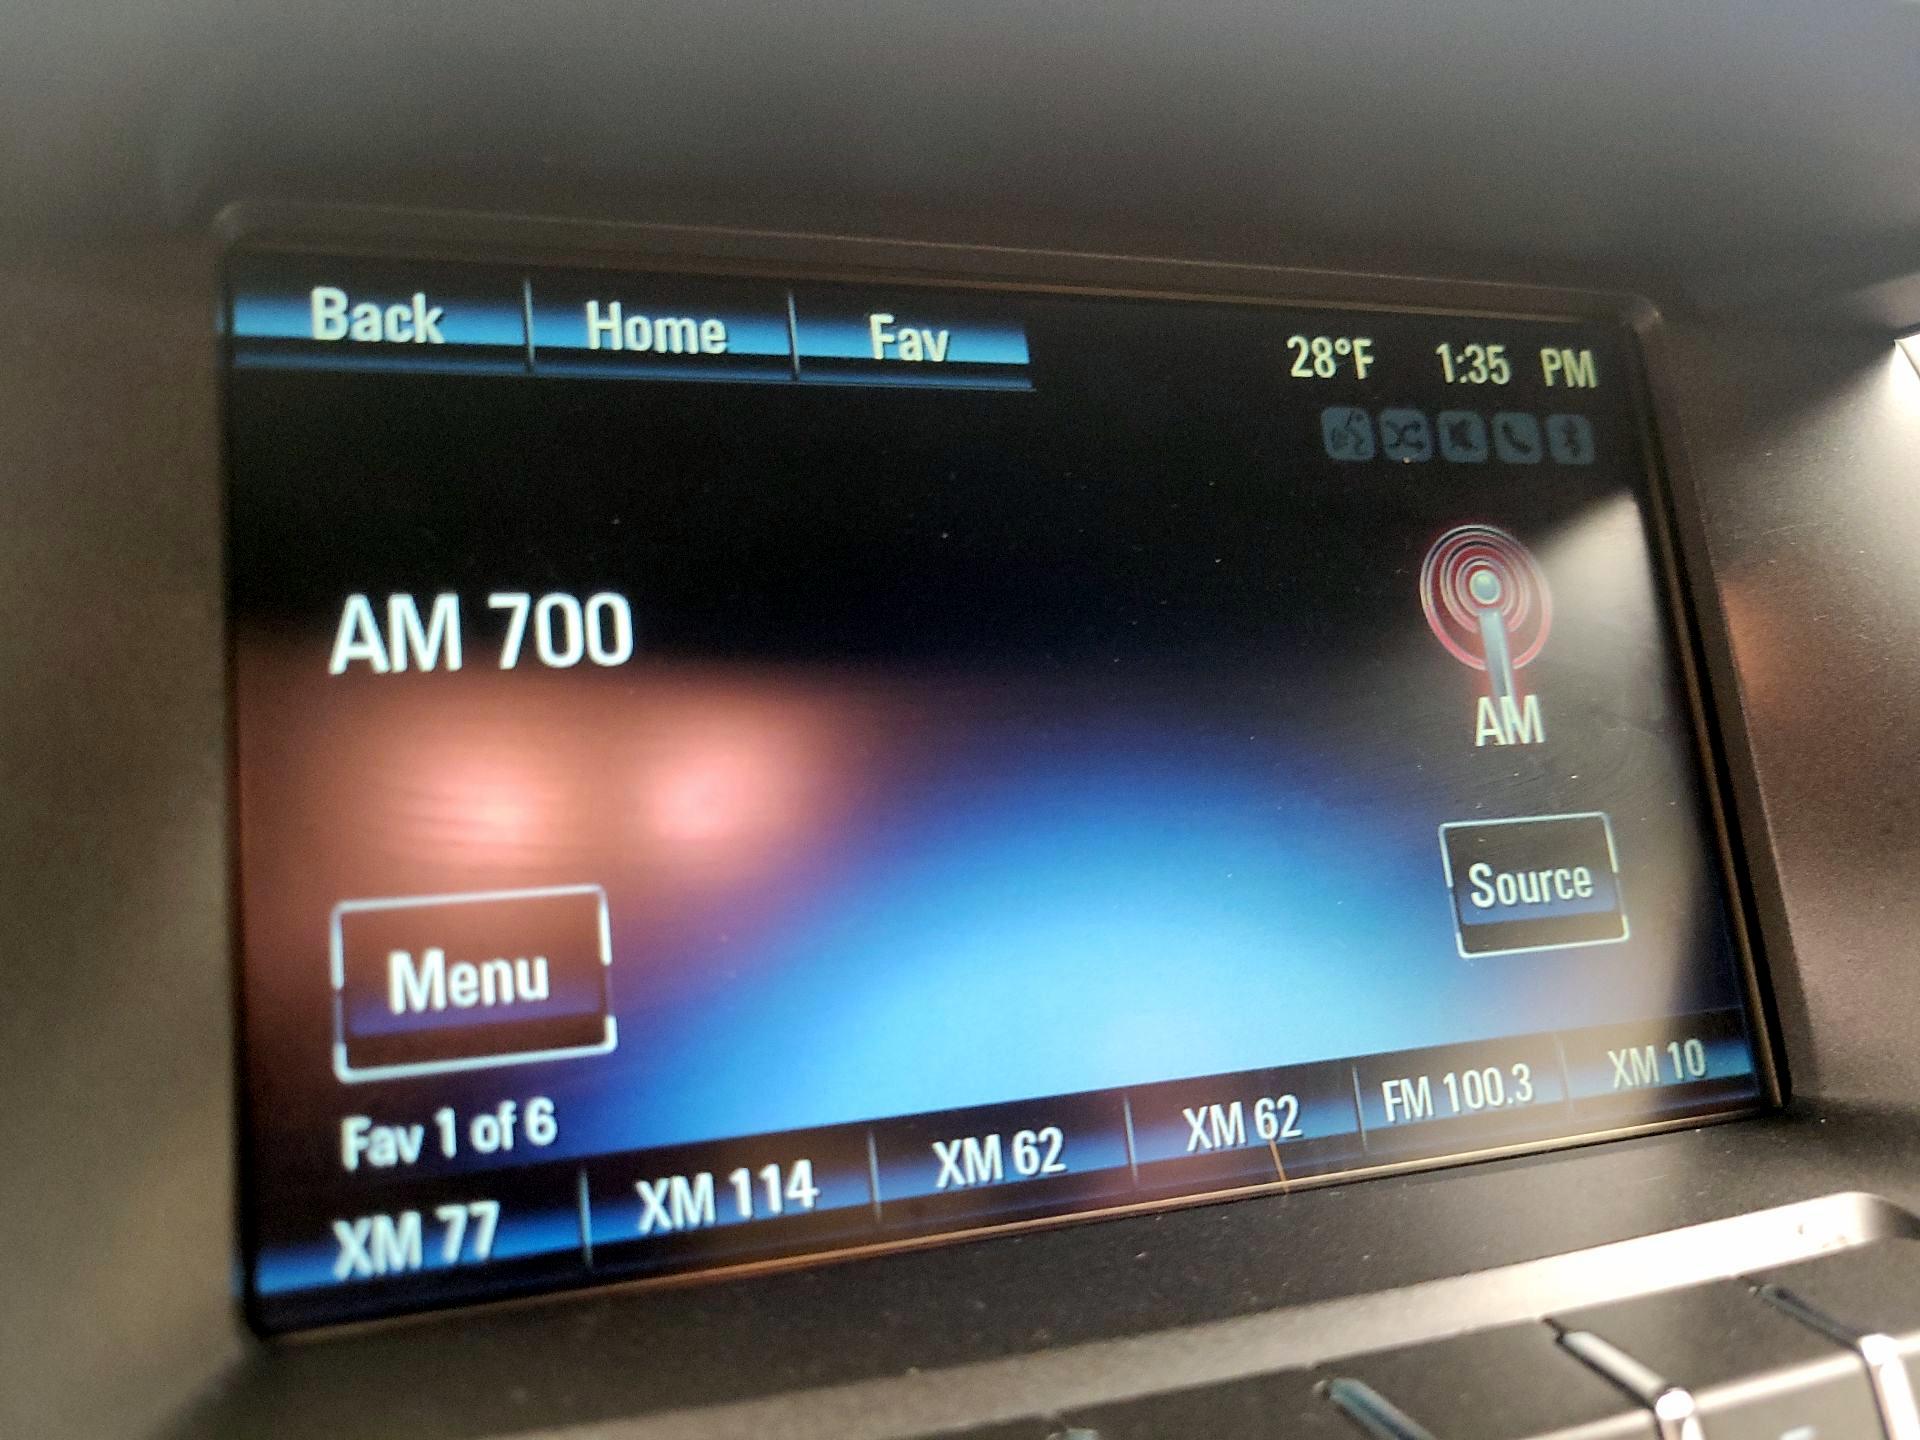 Back Home Fav 28°F 1:35 PM
AM 700
AM
Source
Menu
Fav 1 of 6
XM 77 XM 114 XM 62 XM 62 FM 100.3 XM 10